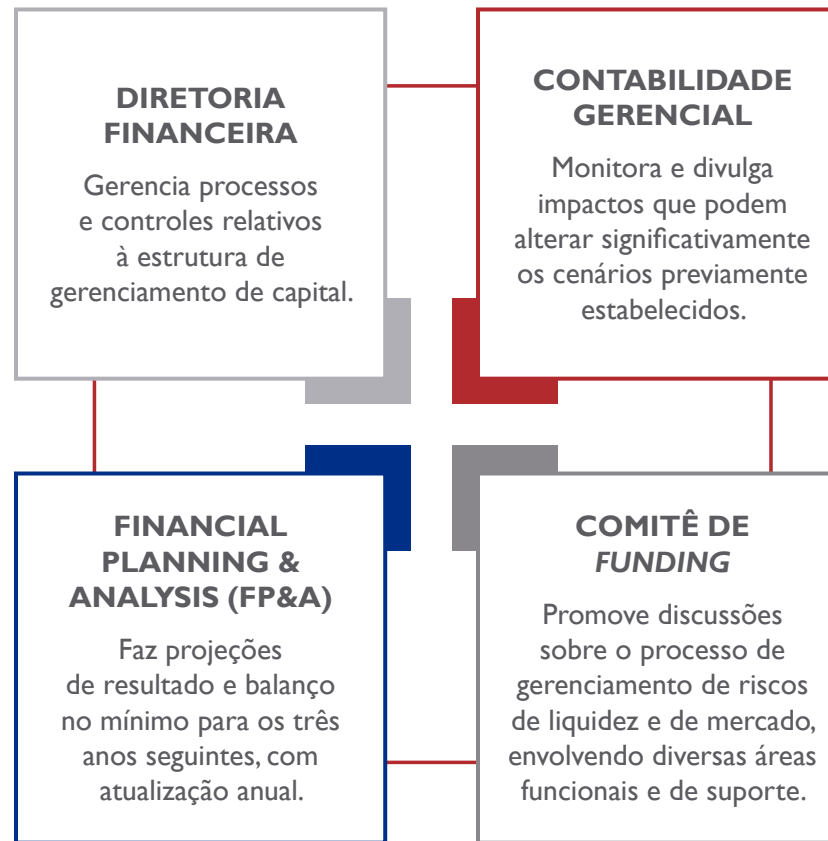 DIRETORIA
FINANCEIRA
Gerencia processos
e controles relativos
à estrutura de
gerenciamento de capital.
CONTABILIDADE
GERENCIAL
Monitora e divulga
impactos que podem
alterar significativamente
os cenários previamente
estabelecidos.
FINANCIAL
PLANNING &
ANALYSIS (FP&A)
Faz projeções
de resultado e balanço
no mínimo para os três
anos seguintes, com
atualização anual.
COMITÊ DE
FUNDING
Promove discussões
sobre o processo de
gerenciamento de riscos
de liquidez e de mercado,
envolvendo diversas áreas
funcionais e de suporte.